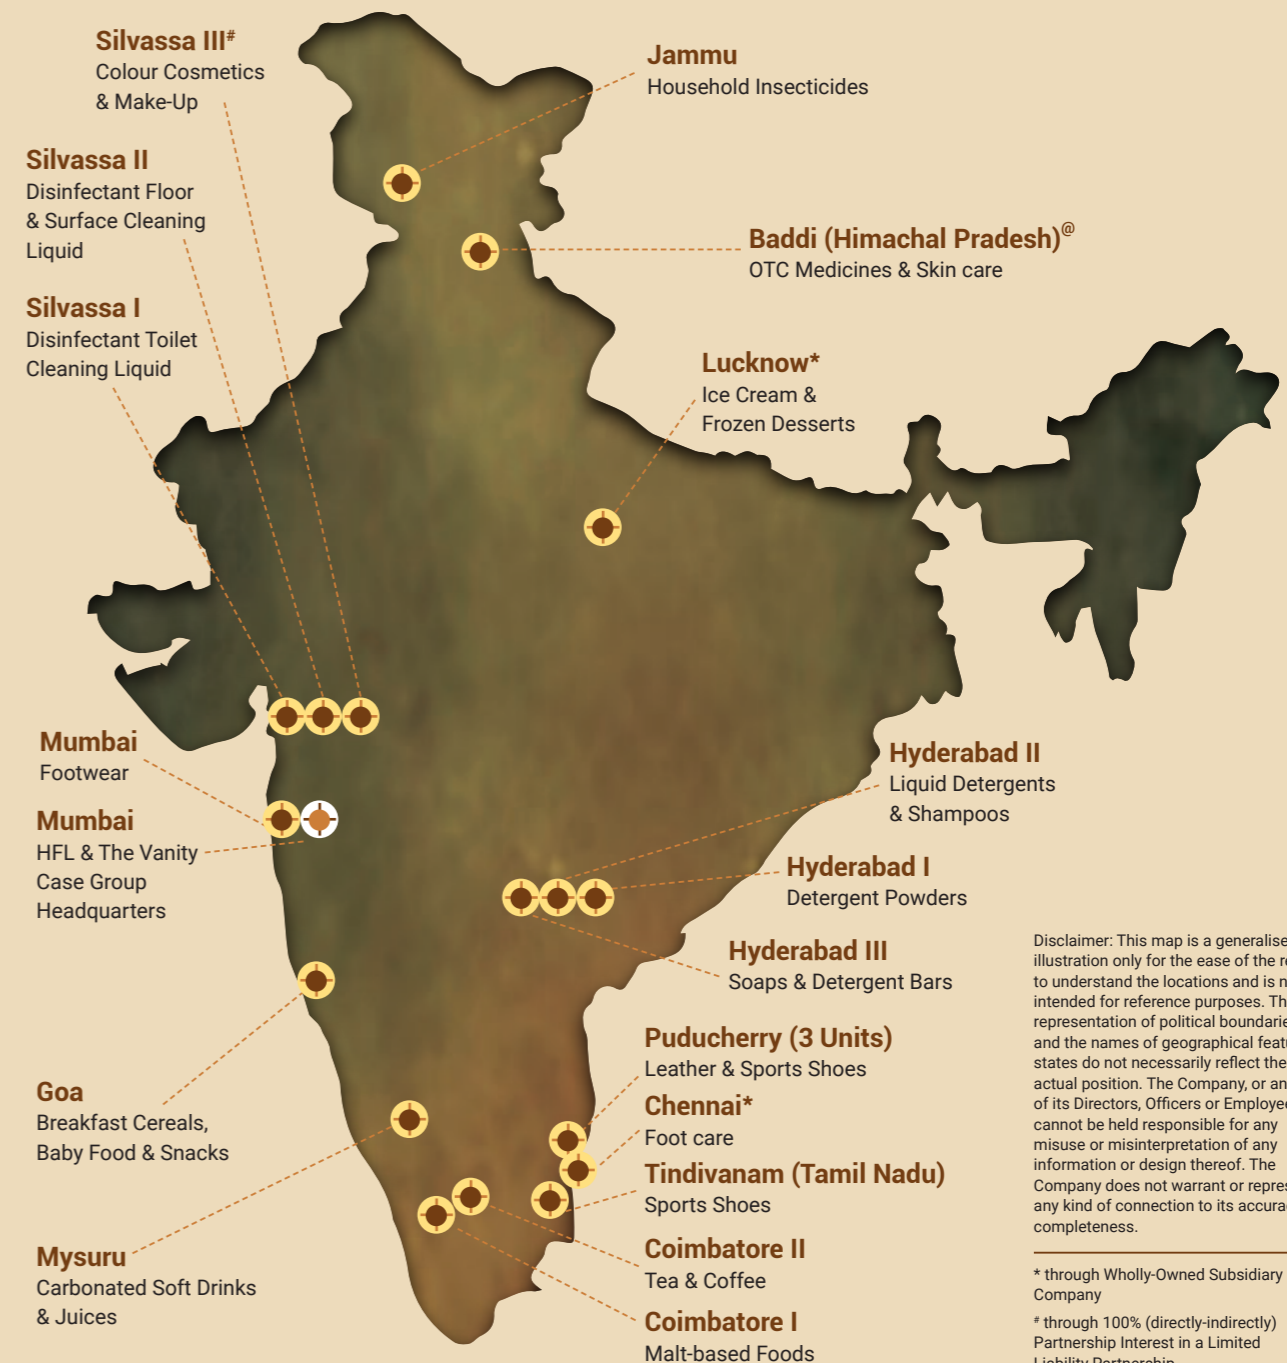 Silvassa III#
Colour Cosmetics
& Make-Up
Silvassa II
Disinfectant Floor
& Surface Cleaning
Liquid
Silvassa I
Disinfectant Toilet
Cleaning Liquid
Mumbai
Footwear
Mumbai
HFL & The Vanity
Case Group
Headquarters
Goa
Breakfast Cereals,
Baby Food & Snacks
Mysuru
Carbonated Soft Drinks
& Juices
Jammu
Household Insecticides
Baddi (Himachal Pradesh)@
OTC Medicines & Skin care
Lucknow*
Ice Cream &
Frozen Desserts
Hyderabad II
Liquid Detergents
& Shampoos
Hyderabad I
Detergent Powders
Hyderabad III
Soaps & Detergent Bars
Puducherry (3 Units)
Leather & Sports Shoes
Chennai*
Foot care
Tindivanam (Tamil Nadu)
Sports Shoes
Coimbatore II
Tea & Coffee
Coimbatore I
Malt-based Foods
Disclaimer: This map is a
illustration only for the ease of the
to understand the locations and is
intended for reference purposes.
representation of political
and the names of geographical
states do not necessarily reflect the
actual position. The Company, or
of its Directors, Officers or
cannot be held responsible for any
misuse or misinterpretation of any
information or design thereof. The
Company does not warrant or
any kind of connection to its
completeness.
* through Wholly-Owned Subsidiary
Company
# through 100% (directly-indirectly)
Partnership Interest in a Limited
Liability Partnership